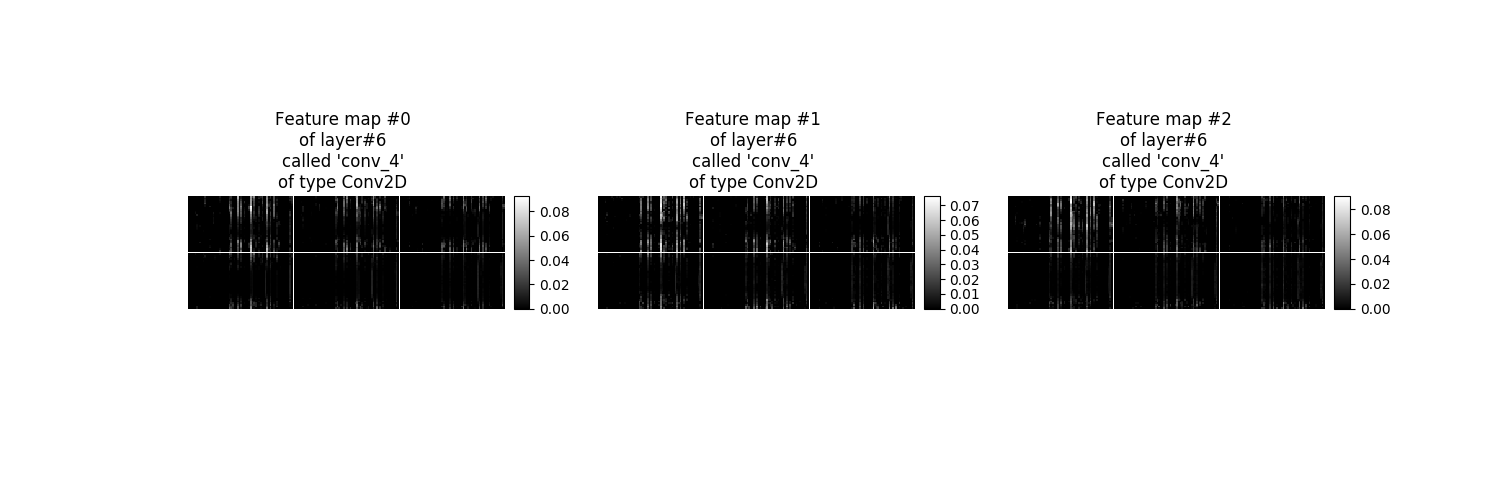 Feature map #0
of layer#6
called 'conv_4'
of type Conv2D
0.08
0.06
0.04
0.02
0.00
Feature map #1
of layer#6
called 'conv_4'
of type Conv2D
0.07
0.06
0.05
0.04
0.03
0.02
0.01
0.00
Feature map #2
of layer#6
called 'conv_4'
of type Conv2D
0.08
0.06
0.04
0.02
0.00